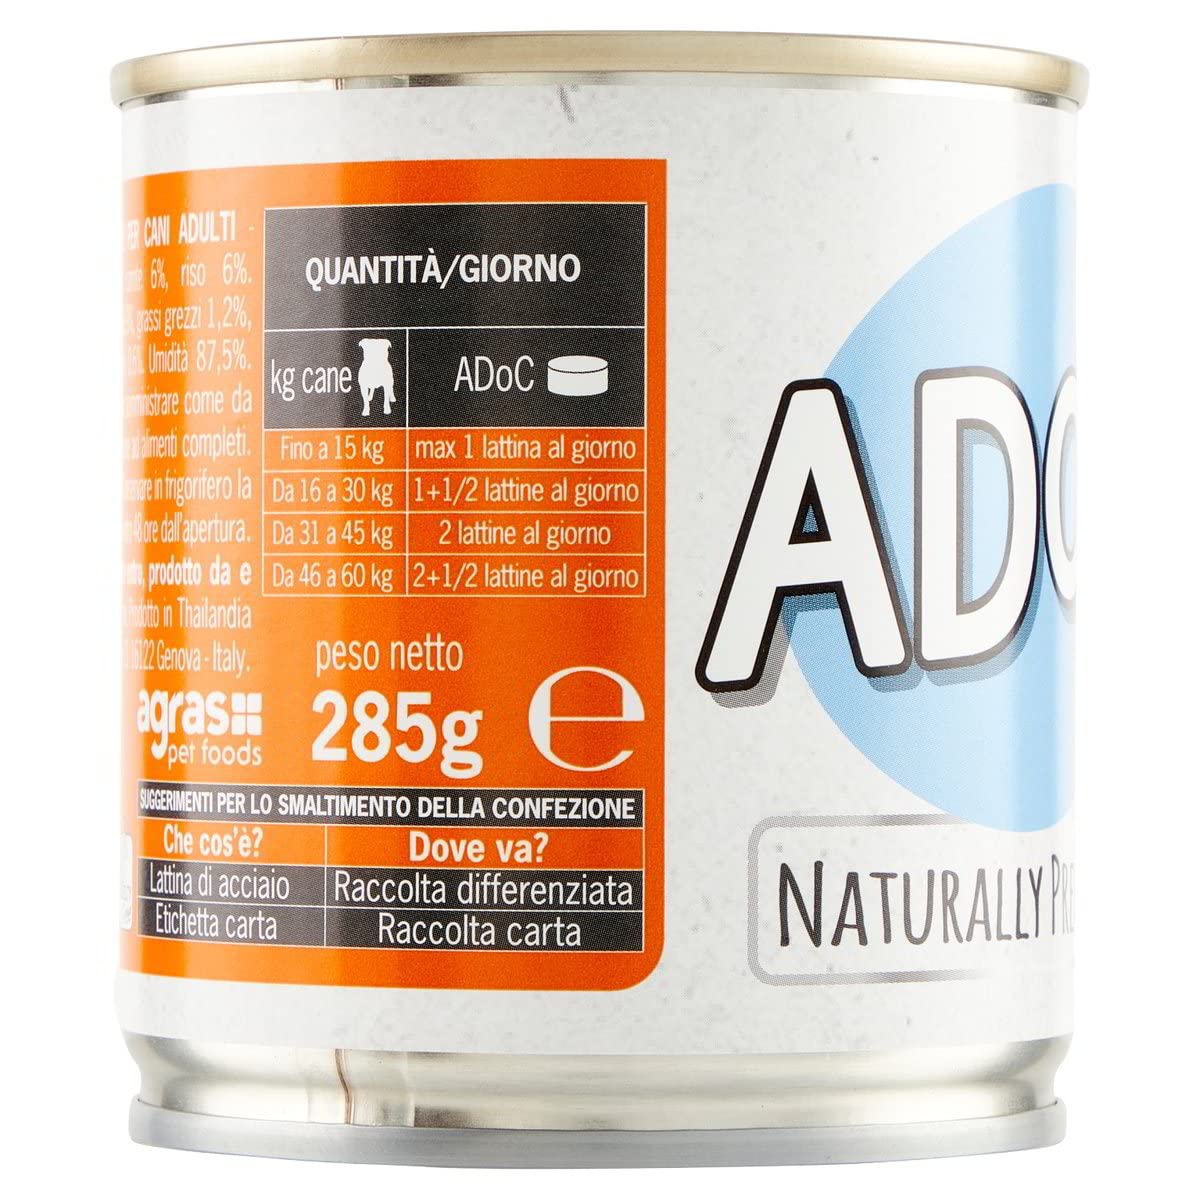 PER CANI ADULTI -
6%, riso 6%.
grassi grezzi 1,2%,
0,6%. Umidità 87,5%.
come da
ad alimenti completi.
in frigorifero la
48 ore dall'apertura.
entro, prodotto da e
Prodotto in Thailandia
16122 Genova - Italy.
agras
pet foods
QUANTITÀ/GIORNO
kg cane ADoC
Fino a 15 kg max 1 lattina al giorno
Da 16 a 30 kg 1+1/2 lattine al giorno
Da 31 a 45 kg 2 lattine al giorno
Da 46 a 60 kg 2+1/2 lattine al giorno
peso netto
285g e
SUGGERIMENTI PER LO SMALTIMENTO DELLA CONFEZIONE
Che cos'è? Dove va?
Lattina di acciaio Raccolta differenziata
Etichetta carta Raccolta carta
ADO
NATURALLY PRE